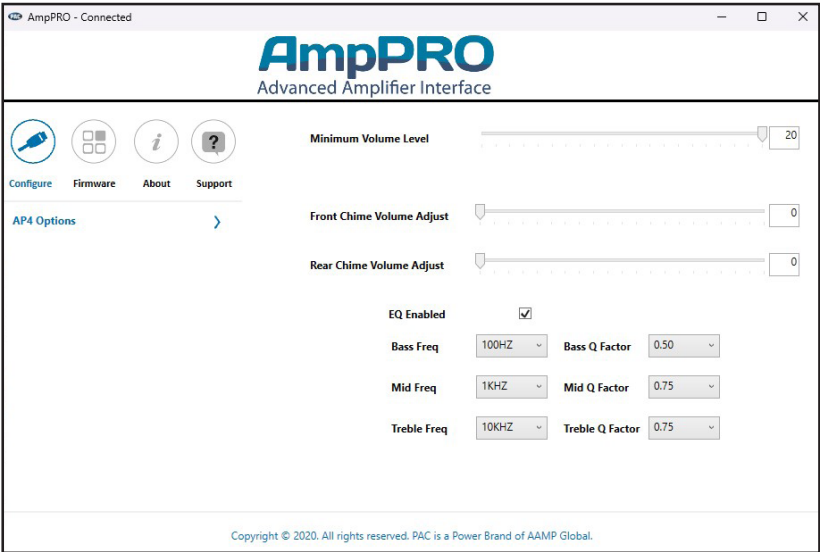 PAC AmpPRO - Connected
AmpPRO
Advanced Amplifier Interface
Configure Firmware About Support
AP4 Options
Minimum Volume Level 20
Front Chime Volume Adjust 0
Rear Chime Volume Adjust 0
EQ Enabled
Bass Freq 100HZ Bass Q Factor 0.50
Mid Freq 1KHZ Mid Q Factor 0.75
Treble Freq 10KHZ Treble Q Factor 0.75
Copyright © 2020. All rights reserved. PAC is a Power Brand of AAMP Global.